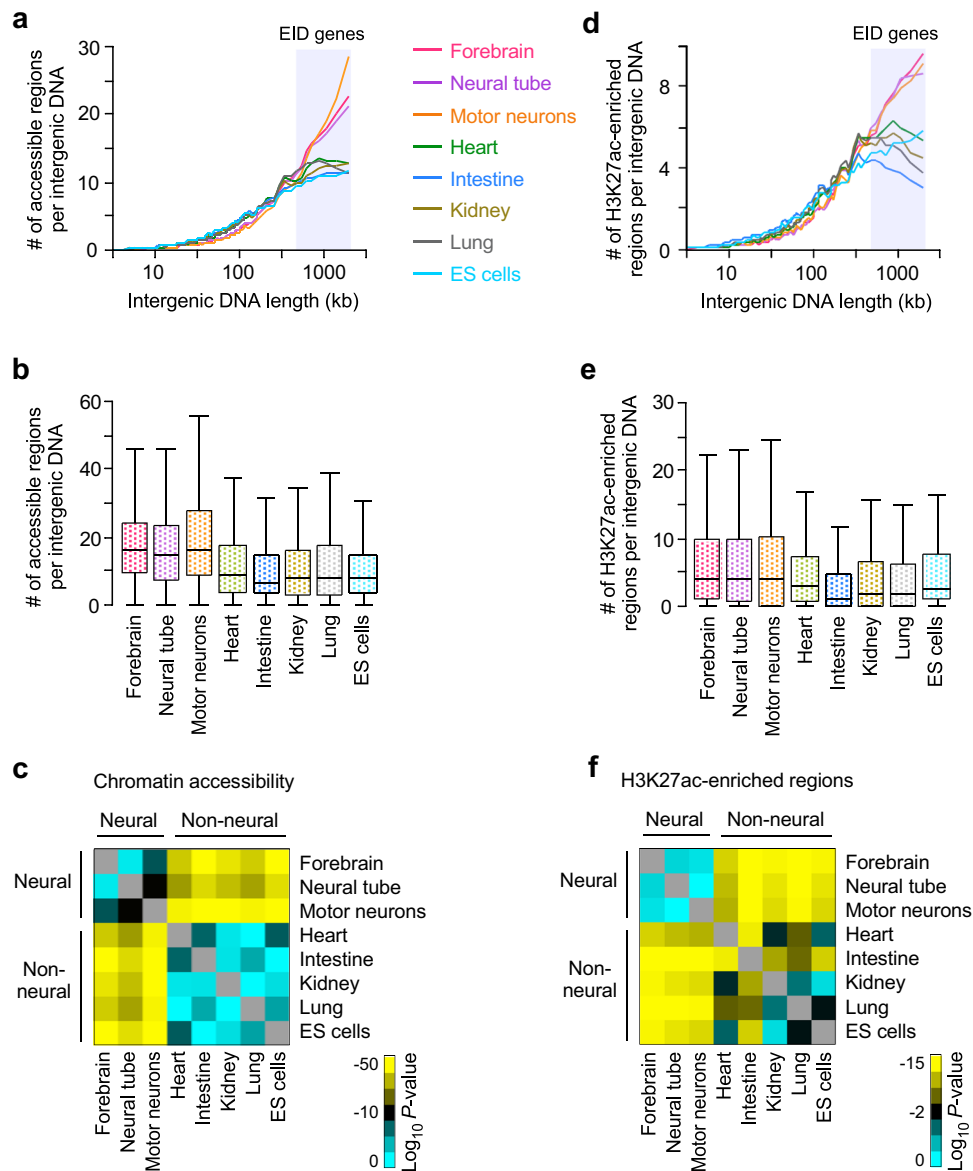 a
EID genes
30
20
10
0
# of accessible regions
per intergenic DNA
10
100
1000
Intergenic DNA length (kb)
Forebrain
Neural tube
Motor neurons
Heart
Intestine
Kidney
Lung
ES cells
d
EID genes
8
4
0
# of H3K27ac-enriched
regions per intergenic DNA
10
100
1000
Intergenic DNA length (kb)
b
60
40
20
0
# of accessible regions
per intergenic DNA
Forebrain
Neural tube
Motor neurons
Heart
Intestine
Kidney
Lung
ES cells
e
30
20
10
0
# of H3K27ac-enriched
regions per intergenic DNA
Forebrain
Neural tube
Motor neurons
Heart
Intestine
Kidney
Lung
ES cells
c
Chromatin accessibility
Neural
Non-neural
Neural
Non-
neural
Forebrain
Neural tube
Motor neurons
Heart
Intestine
Kidney
Lung
ES cells
Forebrain
Neural tube
Motor neurons
Heart
Intestine
Kidney
Lung
ES cells
-50
-10
0
Log10 P-value
f
H3K27ac-enriched regions
Neural
Non-neural
Neural
Non-
neural
Forebrain
Neural tube
Motor neurons
Heart
Intestine
Kidney
Lung
ES cells
Forebrain
Neural tube
Motor neurons
Heart
Intestine
Kidney
Lung
ES cells
-15
-2
0
Log10 P-value